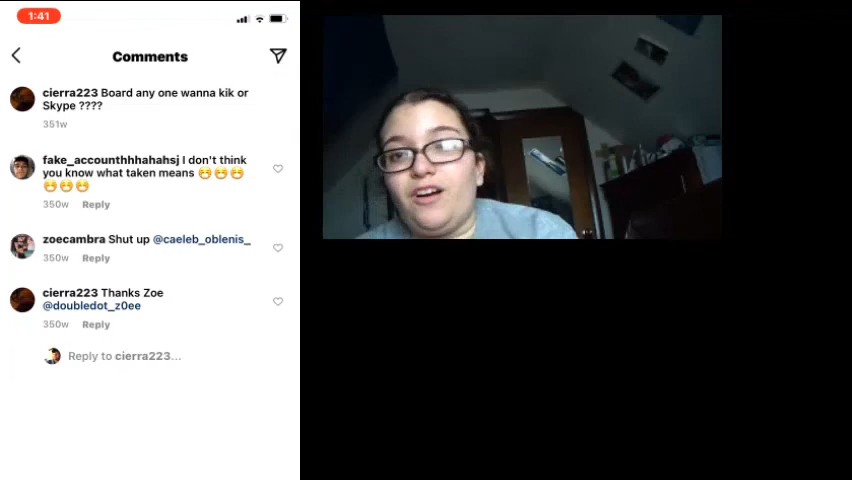 1:41
Comments
cierra223 Board any one wanna kik or
Skype ????
351w
fake_accounthhhahahsj I don't think
you know what taken means 😷😷😷
😷😷😷
350w Reply
zoecambra Shut up @caeleb_oblenis_
350w Reply
cierra223 Thanks Zoe
@doubledot_z0ee
350w Reply
Reply to cierra223...